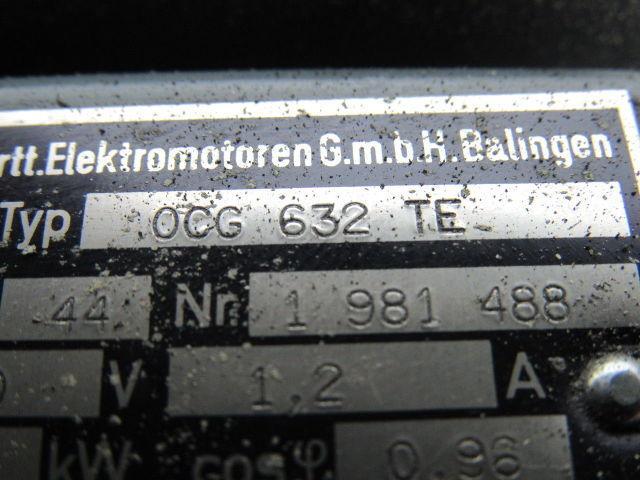 rtt.Elektromotoren G.m.b.H. Balingen
Typ OCG 632 TE
44 Nr. 1 981 488
V 1,2 A
kW cos φ 0.96